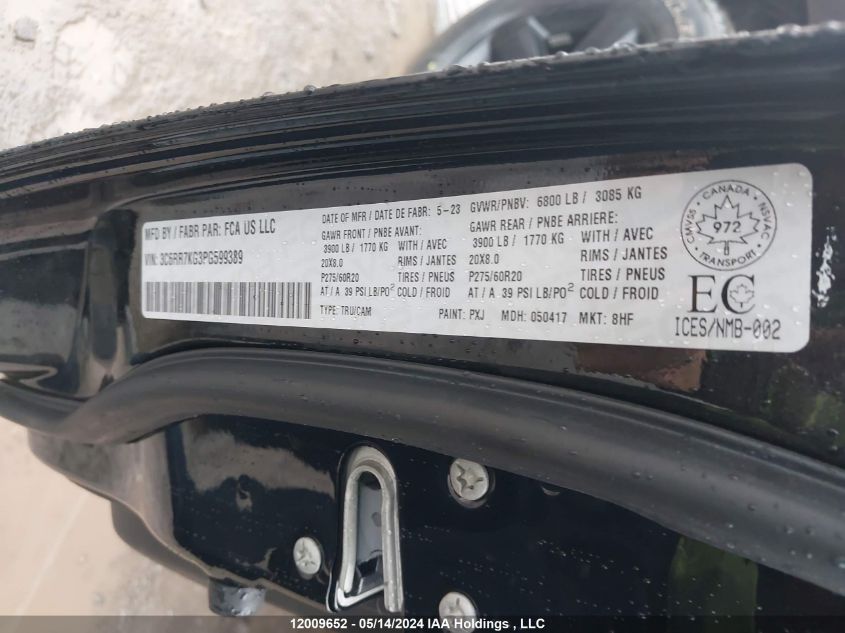 MFD BY / FABR PAR: FCA US LLC
VIN: 3C6RR7KG3PG599389
TYPE: TRU/CAM
DATE OF MFR / DATE DE FABR: 5-23
GAWR FRONT / PNBE AVANT:
3900 LB / 1770 KG WITH / AVEC
20X8.0 RIMS / JANTES
P275/60R20 TIRES / PNEUS
AT / A 39 PSI LB/PO² COLD / FROID
PAINT: PXJ
GVWR/PNBV: 6800 LB / 3085 KG
GAWR REAR / PNBE ARRIERE:
3900 LB / 1770 KG WITH / AVEC
20X8.0 RIMS / JANTES
P275/60R20 TIRES / PNEUS
AT / A 39 PSI LB/PO² COLD / FROID
MDH: 050417 MKT: 8HF
CANADA
CMVSS
NSVAC
972
TRANSPORT
EC
ICES/NMB-002
12009652 - 05/14/2024 IAA Holdings , LLC